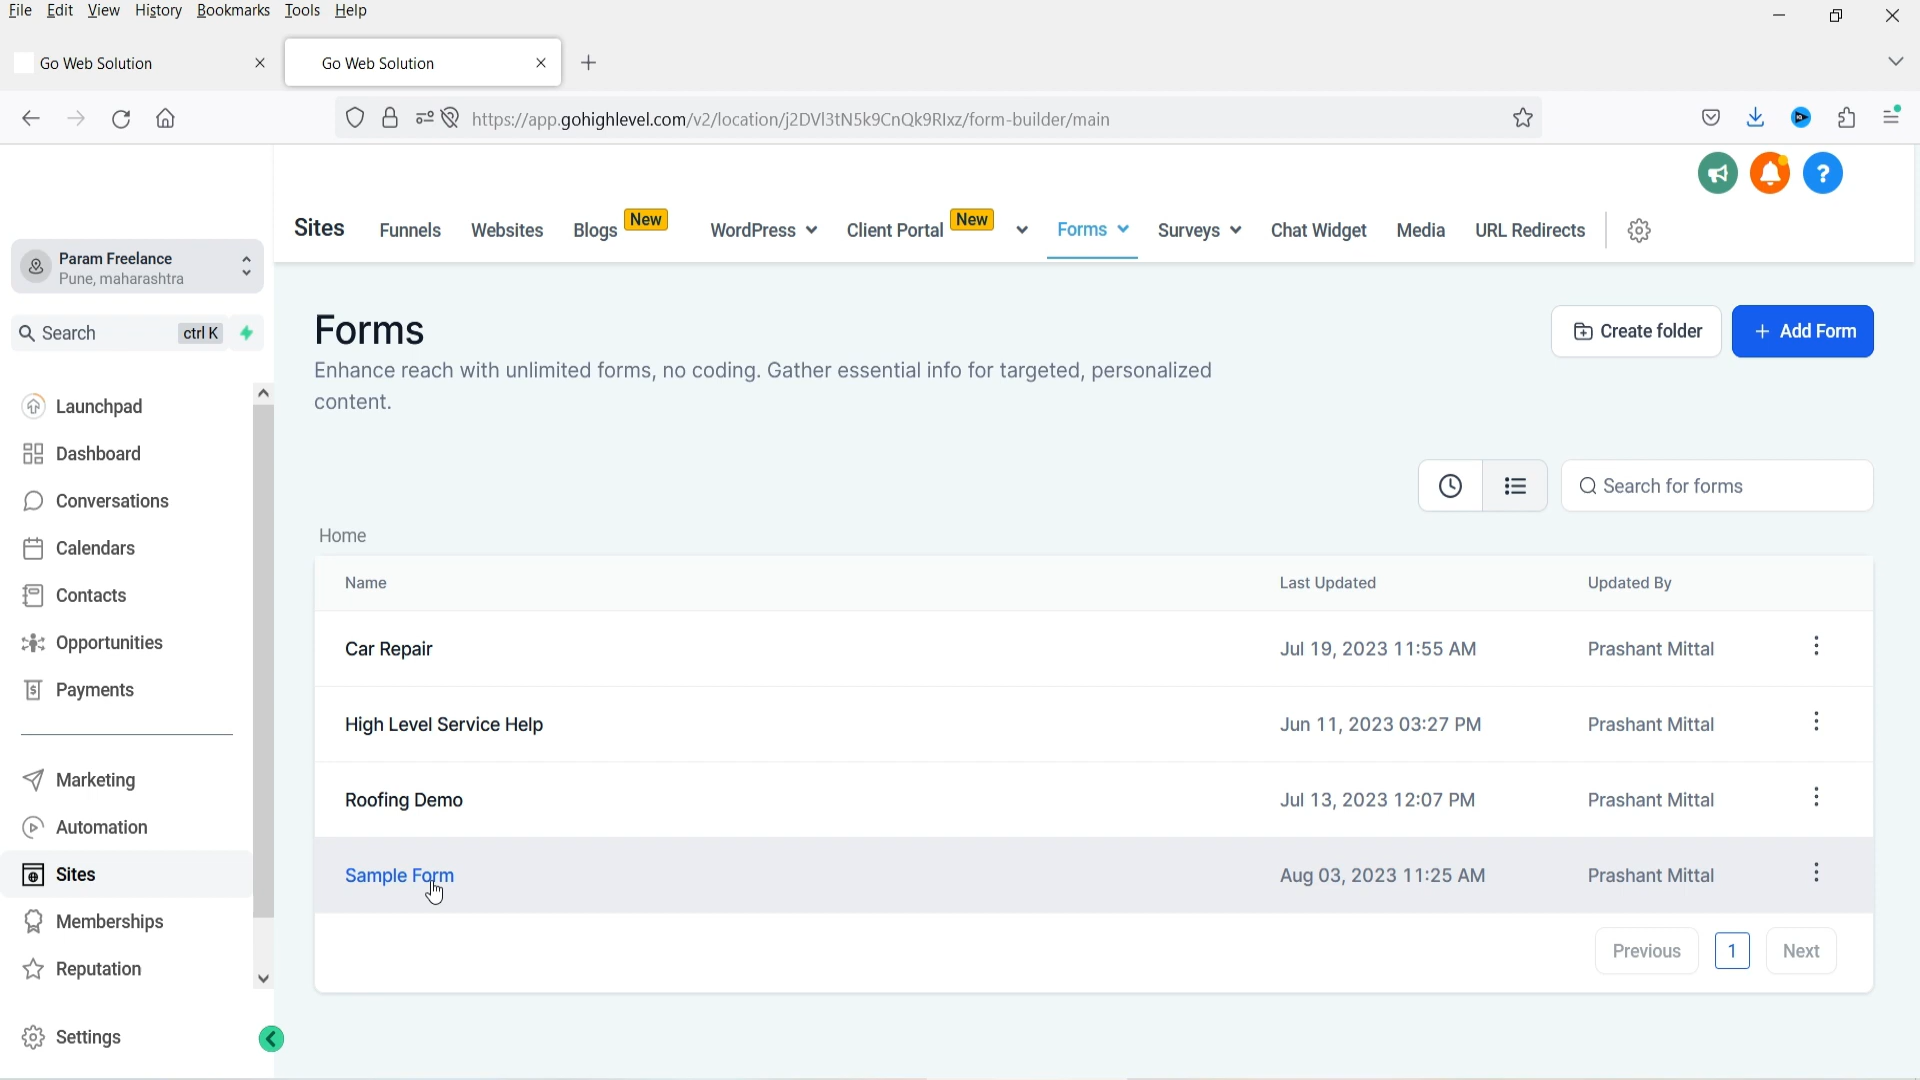 File Edit View History Bookmarks Tools Help
Go Web Solution
Go Web Solution
https://app.gohighlevel.com/v2/location/j2DVl3tN5k9CnQk9RIxz/form-builder/main
Sites Funnels Websites Blogs New WordPress Client Portal New Forms Surveys Chat Widget Media URL Redirects
Param Freelance
Pune, maharashtra
Search ctrl K
Launchpad
Dashboard
Conversations
Calendars
Contacts
Opportunities
Payments
Marketing
Automation
Sites
Memberships
Reputation
Settings
Forms
Enhance reach with unlimited forms, no coding. Gather essential info for targeted, personalized
content.
Create folder
+ Add Form
Search for forms
Home
Name Last Updated Updated By
Car Repair Jul 19, 2023 11:55 AM Prashant Mittal
High Level Service Help Jun 11, 2023 03:27 PM Prashant Mittal
Roofing Demo Jul 13, 2023 12:07 PM Prashant Mittal
Sample Form Aug 03, 2023 11:25 AM Prashant Mittal
Previous 1 Next